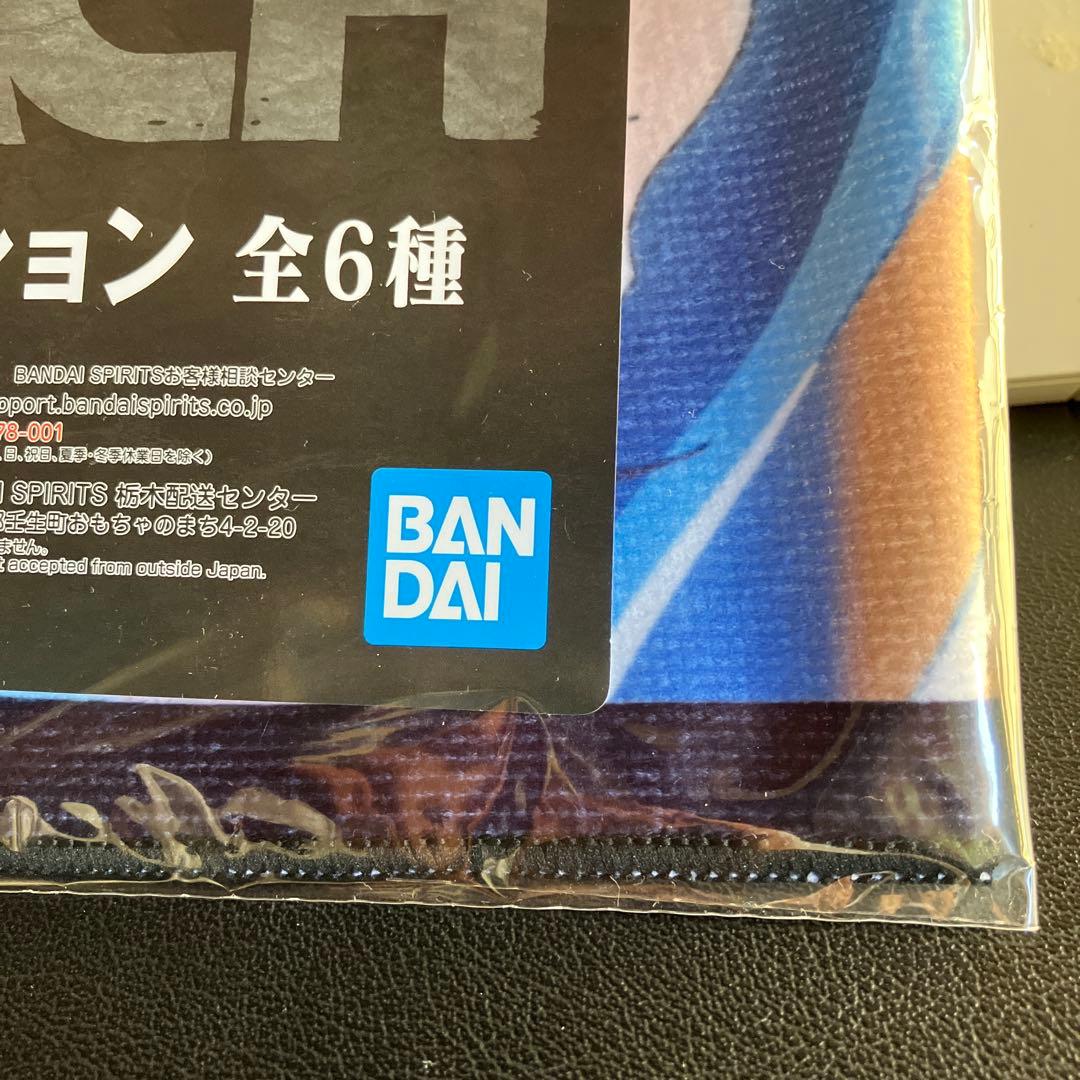 CH
ション 全6種
BANDAI SPIRITSお客様相談センター
pport.bandaispirits.co.jp
78-001
日、祝日、夏季・冬季休業日を除く)
I SPIRITS 栃木配送センター
壬生町おもちゃのまち4-2-20
ません。
t accepted from outside Japan.
BAN
DAI